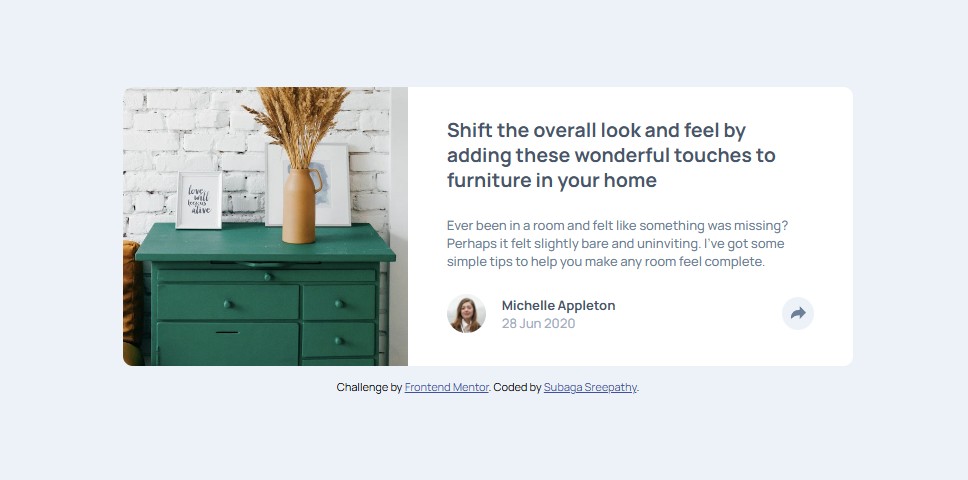 love
will
keep us
alive
Shift the overall look and feel by
adding these wonderful touches to
furniture in your home
Ever been in a room and felt like something was missing?
Perhaps it felt slightly bare and uninviting. I've got some
simple tips to help you make any room feel complete.
Michelle Appleton
28 Jun 2020
Challenge by Frontend Mentor. Coded by Subaga Sreepathy.